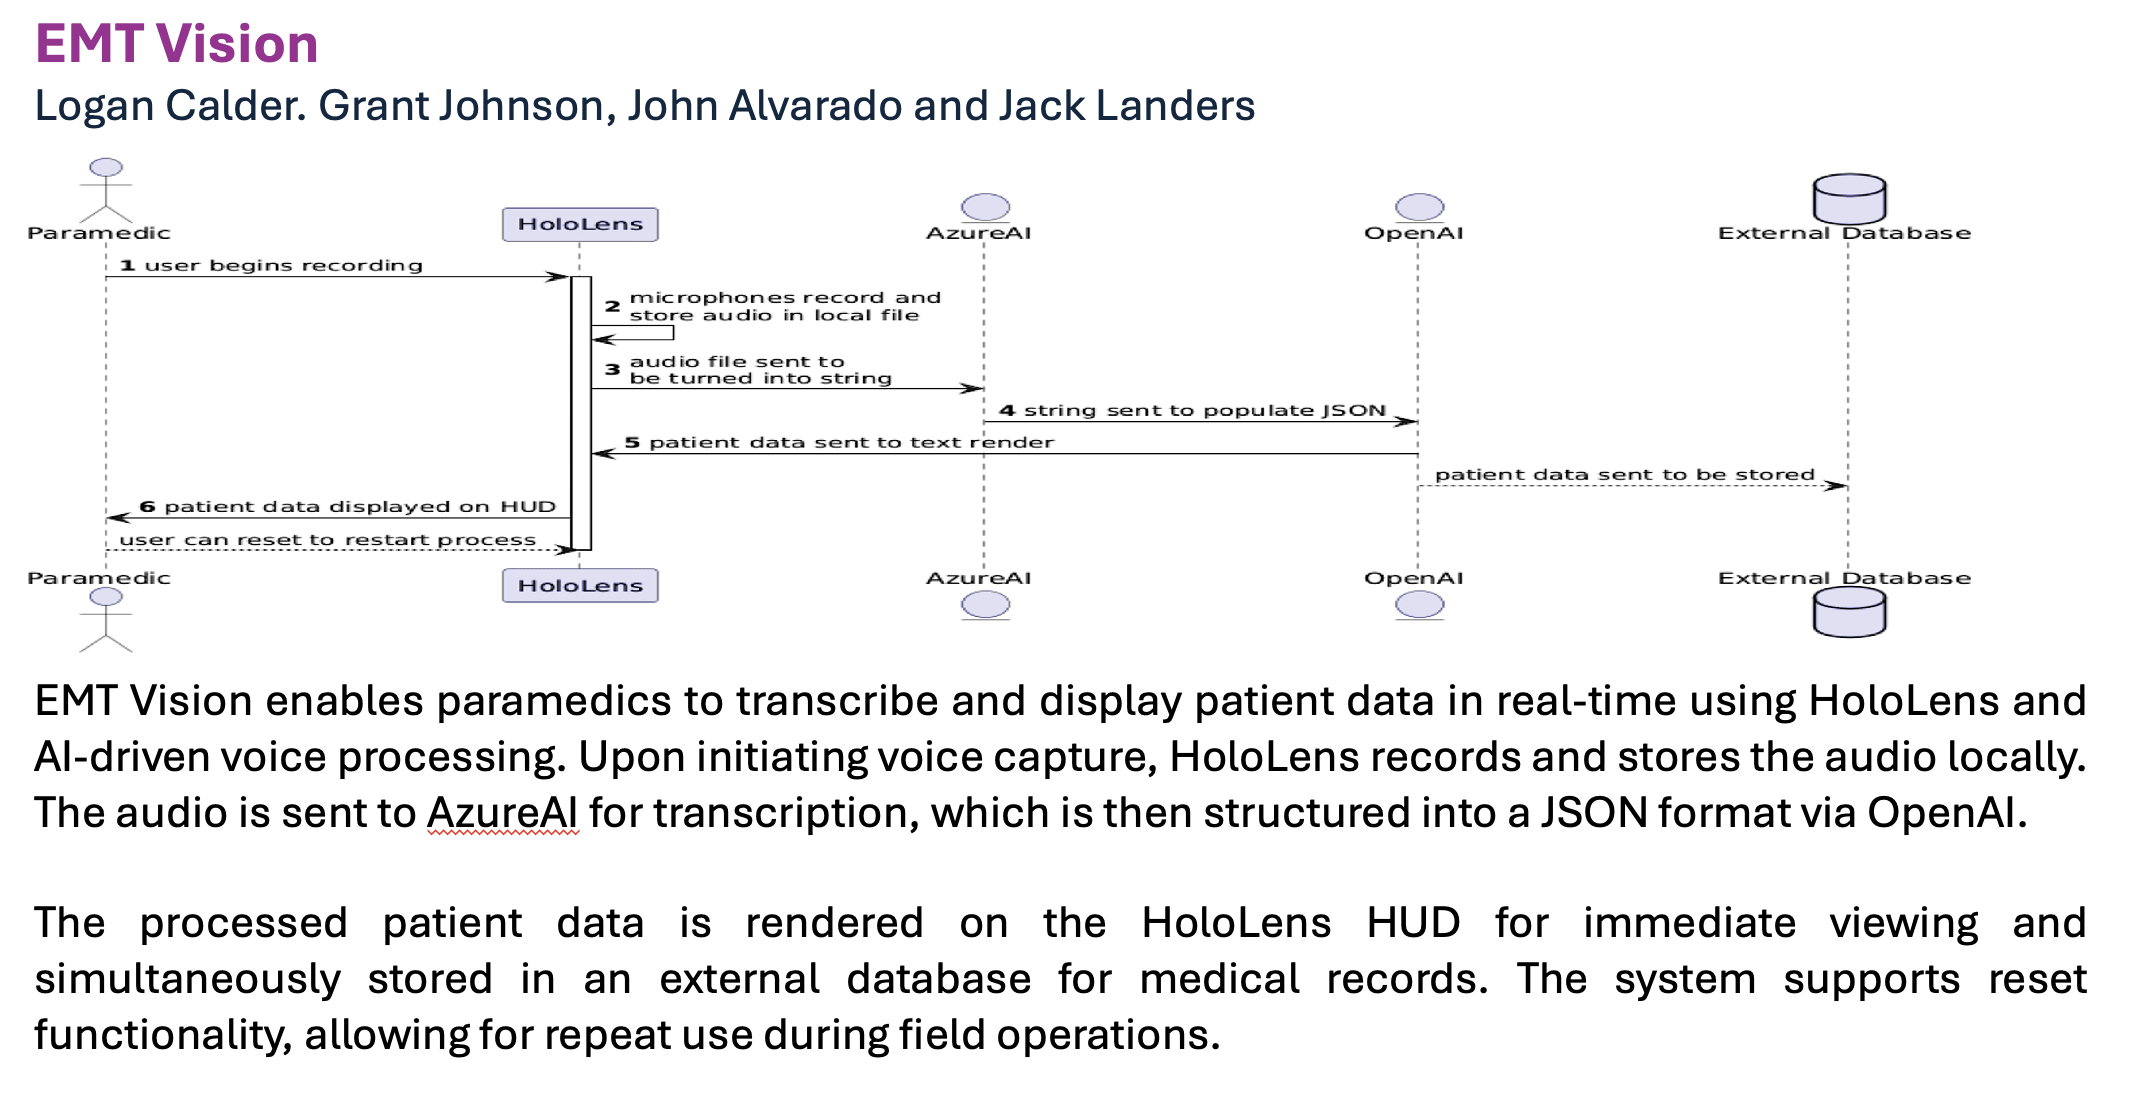 EMT Vision
Logan Calder. Grant Johnson, John Alvarado and Jack Landers
Paramedic
HoloLens
AzureAI
OpenAI
External Database
1 user begins recording
2 microphones record and
store audio in local file
3 audio file sent to
be turned into string
4 string sent to populate JSON
5 patient data sent to text render
patient data sent to be stored
6 patient data displayed on HUD
user can reset to restart process
Paramedic
HoloLens
AzureAI
OpenAI
External Database
EMT Vision enables paramedics to transcribe and display patient data in real-time using HoloLens and
AI-driven voice processing. Upon initiating voice capture, HoloLens records and stores the audio locally.
The audio is sent to AzureAI for transcription, which is then structured into a JSON format via OpenAI.
The processed patient data is rendered on the HoloLens HUD for immediate viewing and
simultaneously stored in an external database for medical records. The system supports reset
functionality, allowing for repeat use during field operations.